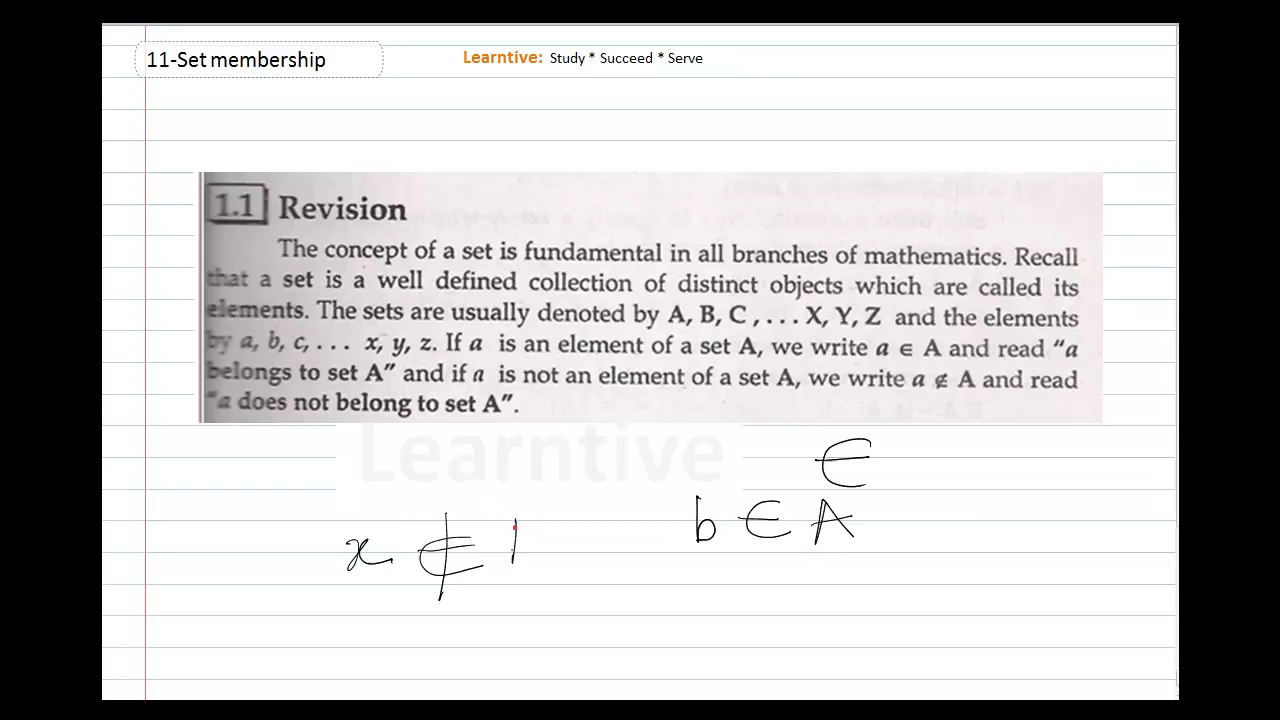 11-Set membership
Learntive: Study * Succeed * Serve
1.1 Revision
The concept of a set is fundamental in all branches of mathematics. Recall
that a set is a well defined collection of distinct objects which are called its
elements. The sets are usually denoted by A, B, C , . . . X, Y, Z and the elements
by a, b, c, . . . x, y, z. If a is an element of a set A, we write a ∈ A and read “a
belongs to set A” and if a is not an element of a set A, we write a ∉ A and read
“a does not belong to set A”.
Learntive
∈
b ∈ A
x ∉